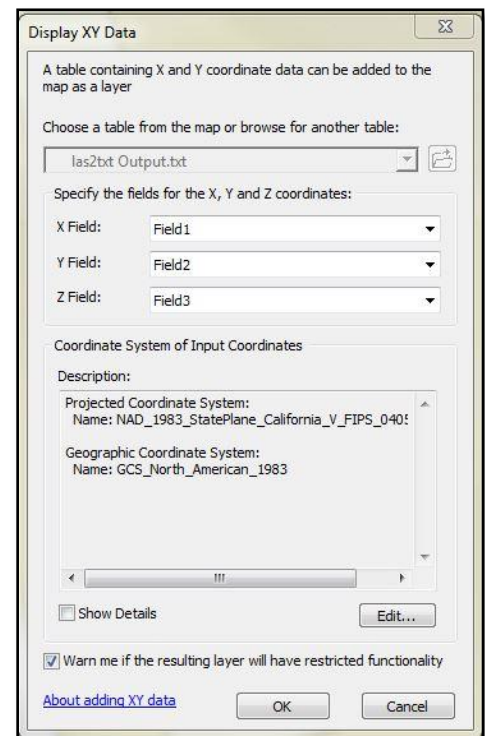 Display XY Data
A table containing X and Y coordinate data can be added to the
map as a layer
Choose a table from the map or browse for another table:
las2txt Output.txt
Specify the fields for the X, Y and Z coordinates:
X Field: Field1
Y Field: Field2
Z Field: Field3
Coordinate System of Input Coordinates
Description:
Projected Coordinate System:
Name: NAD_1983_StatePlane_California_V_FIPS_0405
Geographic Coordinate System:
Name: GCS_North_American_1983
Show Details
Edit...
Warn me if the resulting layer will have restricted functionality
About adding XY data
OK
Cancel